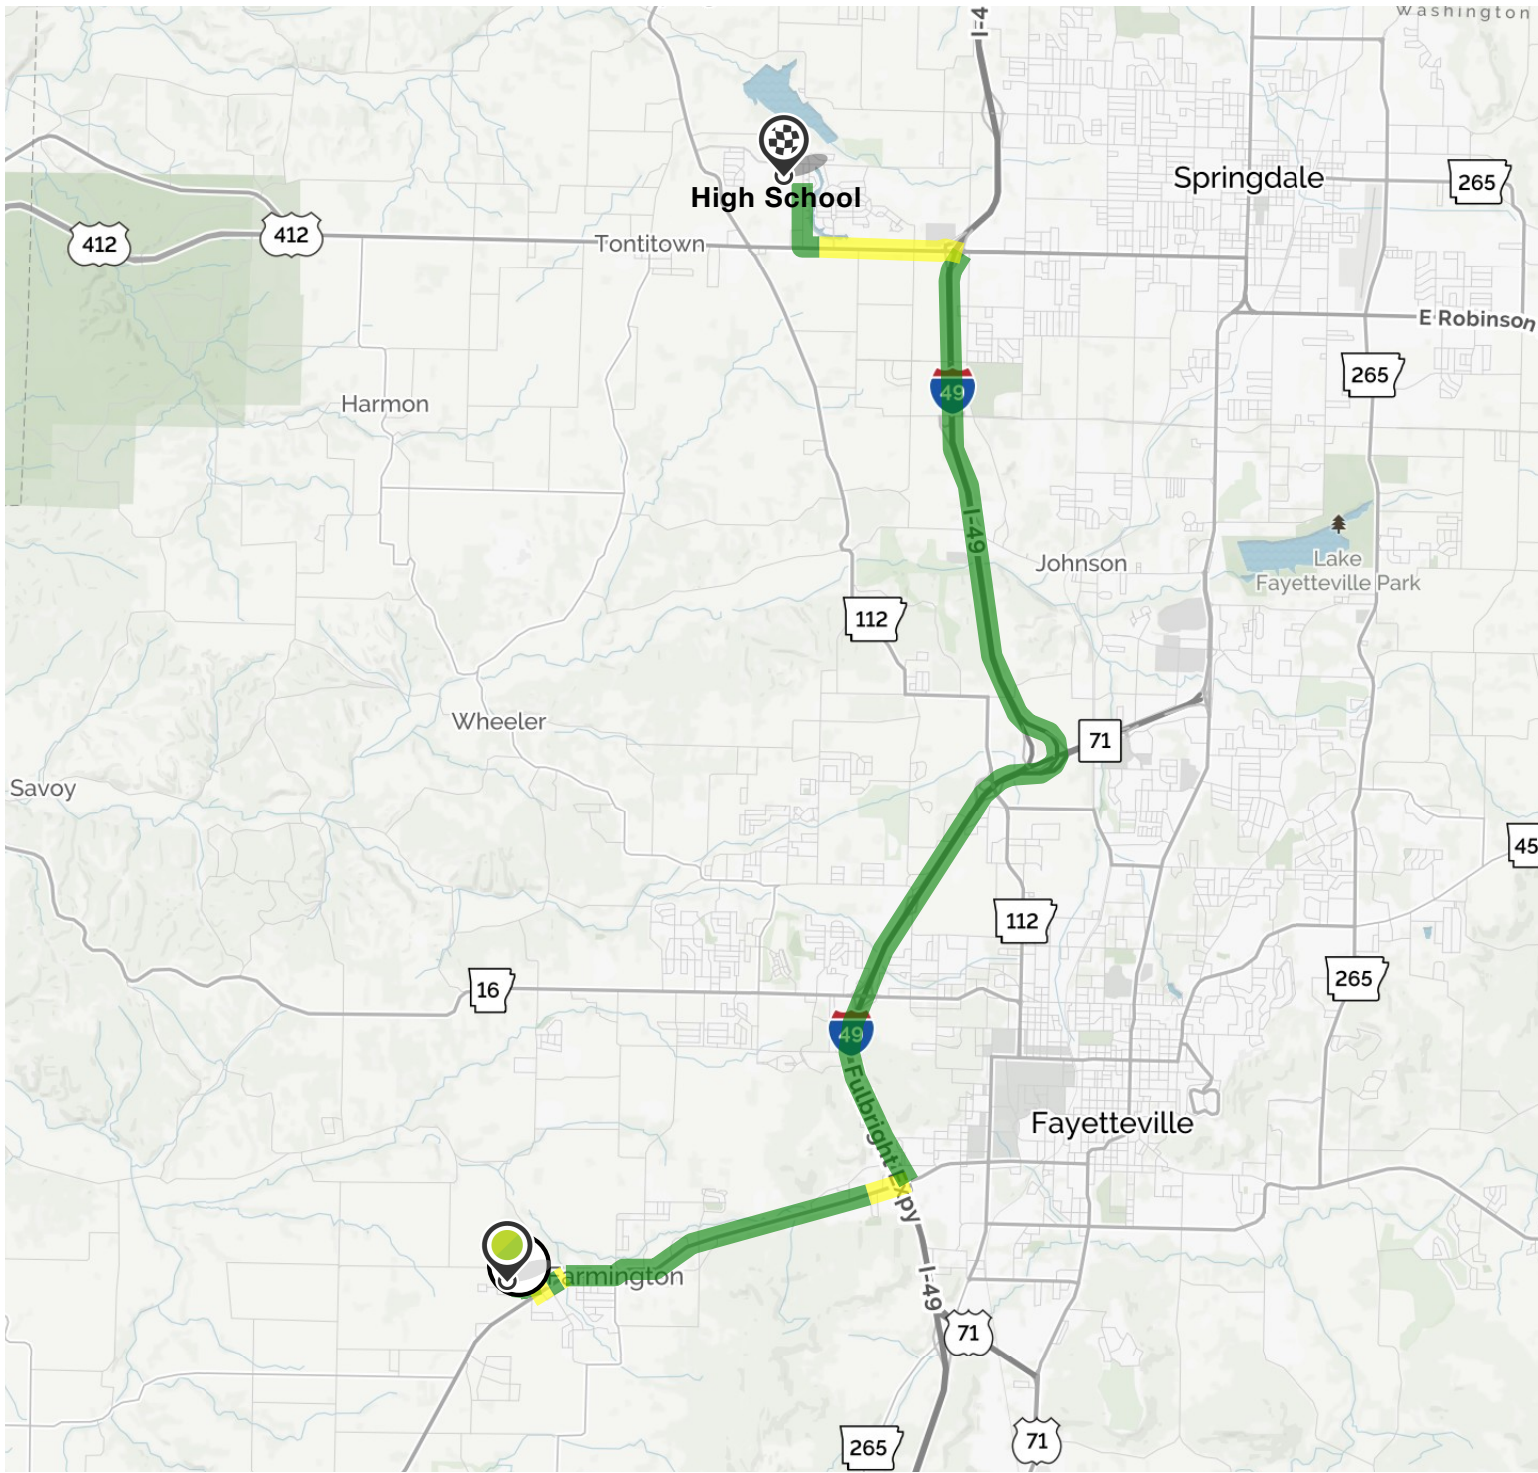 Washington
I-4
High School
Springdale
265
412
412
Tontitown
E Robinson
265
49
Harmon
I-49
Johnson
Lake
Fayetteville Park
112
Wheeler
71
Savoy
45
112
265
16
49
Fulbright Expy
Fayetteville
Farmington
I-49
71
265
71